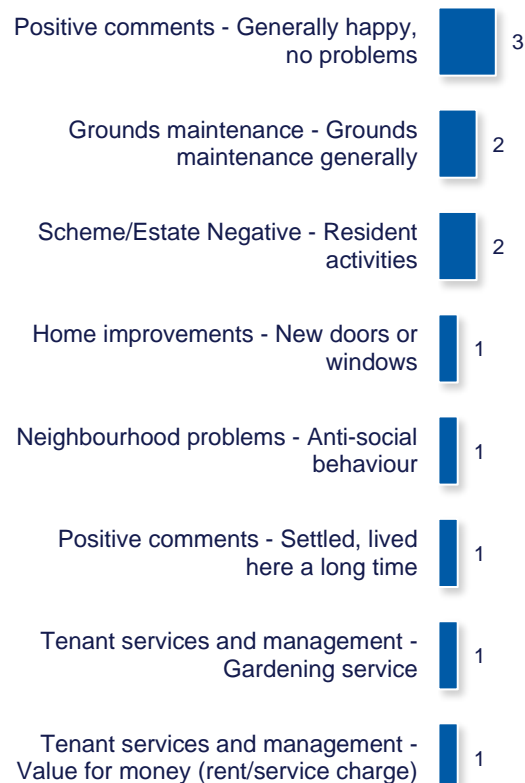 Positive comments - Generally happy,
no problems
3
Grounds maintenance - Grounds
maintenance generally
2
Scheme/Estate Negative - Resident
activities
2
Home improvements - New doors or
windows
1
Neighbourhood problems - Anti-social
behaviour
1
Positive comments - Settled, lived
here a long time
1
Tenant services and management -
Gardening service
1
Tenant services and management -
Value for money (rent/service charge)
1